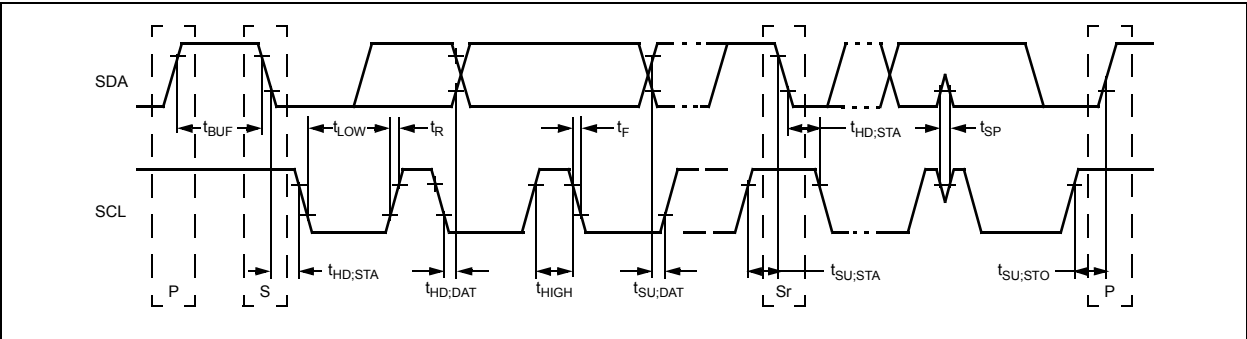 SDA
t_BUF t_LOW t_R t_F t_HD;STA t_SP
SCL
t_HD;STA t_HD;DAT t_HIGH t_SU;DAT t_SU;STA t_SU;STO
P S Sr P